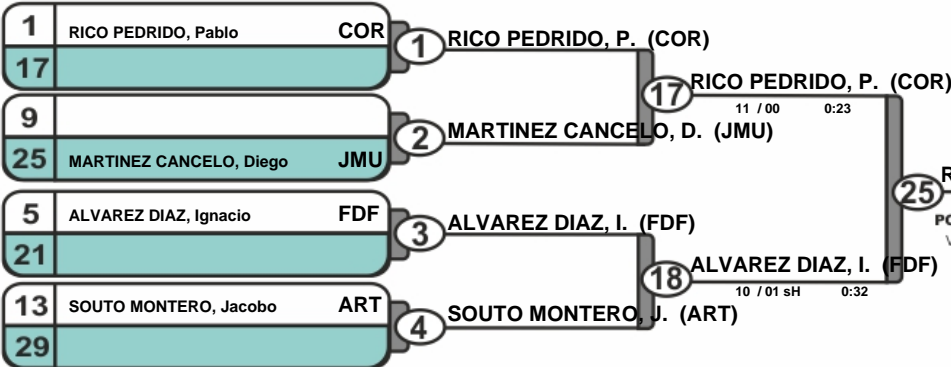 1 RICO PEDRIDO, Pablo COR
17
9
25 MARTINEZ CANCELO, Diego JMU
5 ALVAREZ DIAZ, Ignacio FDF
21
13 SOUTO MONTERO, Jacobo ART
29
1 RICO PEDRIDO, P. (COR)
2 MARTINEZ CANCELO, D. (JMU)
3 ALVAREZ DIAZ, I. (FDF)
4 SOUTO MONTERO, J. (ART)
17 RICO PEDRIDO, P. (COR)
11 / 00 0:23
18 ALVAREZ DIAZ, I. (FDF)
10 / 01 sH 0:32
25